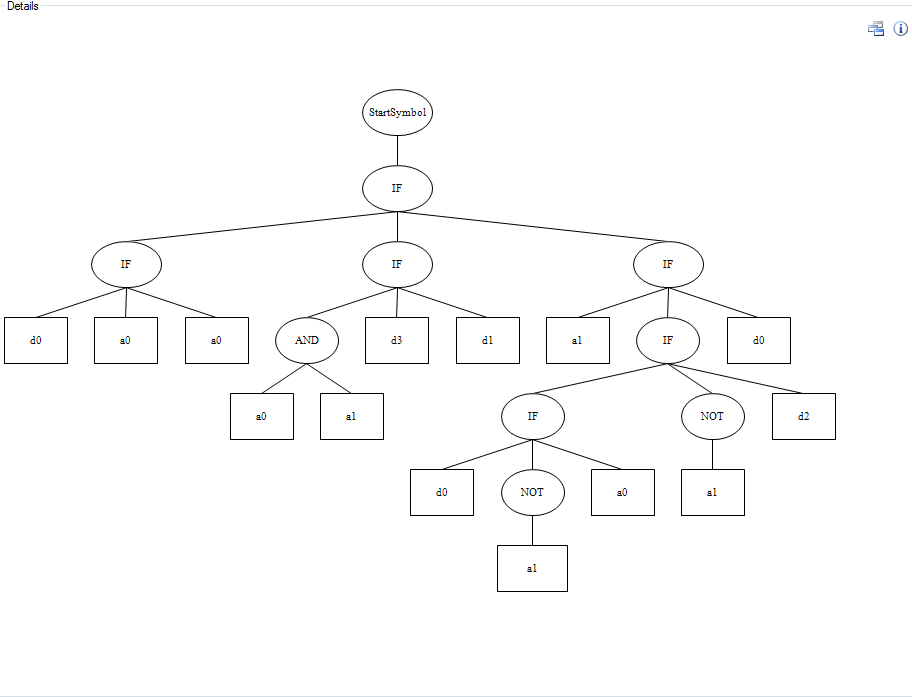 Details
StartSymbol
IF
IF IF IF
d0 a0 a0 AND d3 d1 a1 IF d0
a0 a1 IF NOT d2
d0 NOT a0 a1
a1